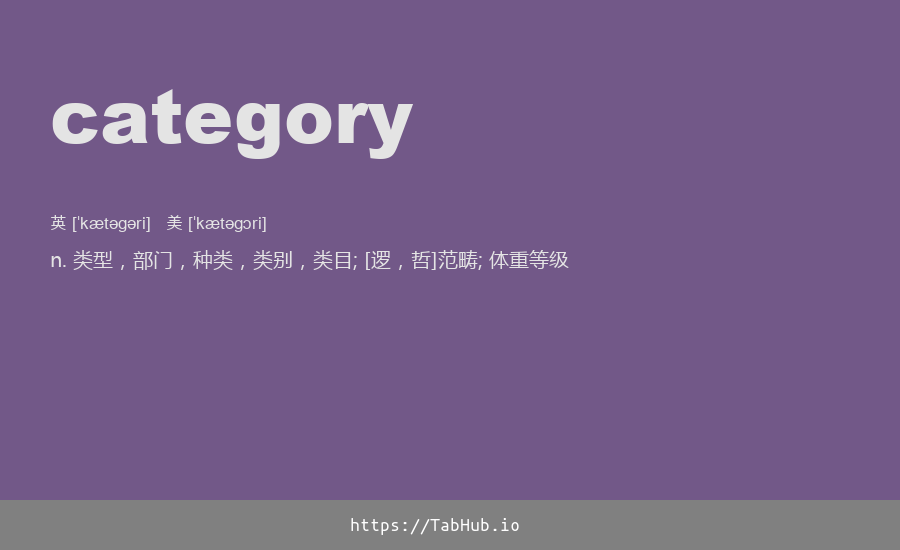 category
英 [ˈkætəgəri] 美 [ˈkætəgɔri]
n. 类型，部门，种类，类别，类目; [逻，哲]范畴; 体重等级
https://TabHub.io